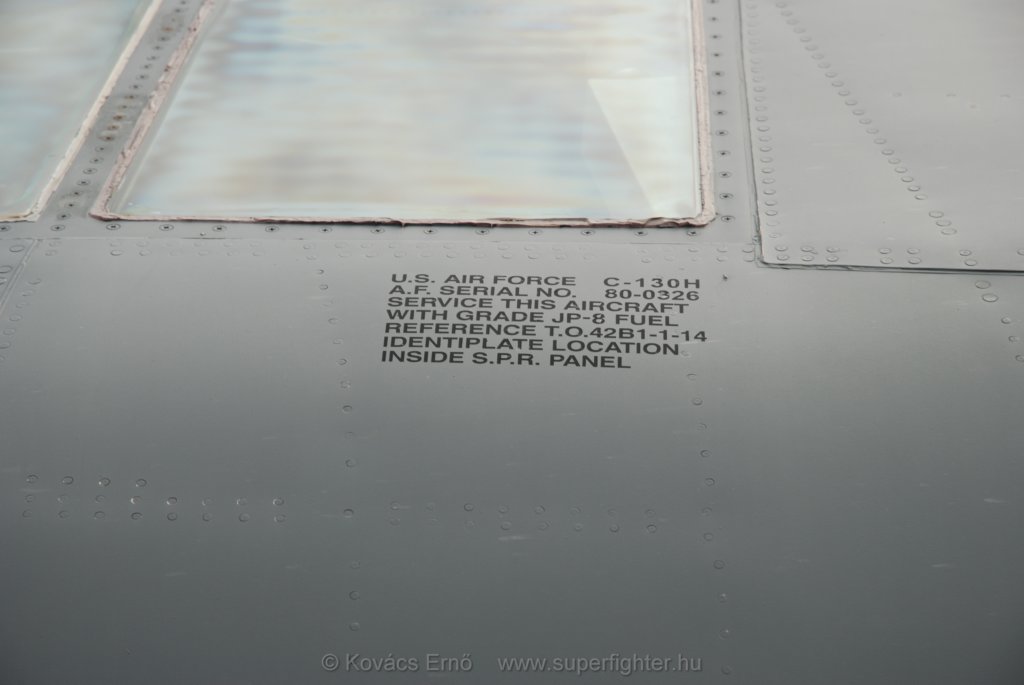 U.S. AIR FORCE C-130H
A.F. SERIAL NO. 80-0326
SERVICE THIS AIRCRAFT
WITH GRADE JP-8 FUEL
REFERENCE T.O.42B1-1-14
IDENTIPLATE LOCATION
INSIDE S.P.R. PANEL
© Kovács Ernő www.superfighter.hu